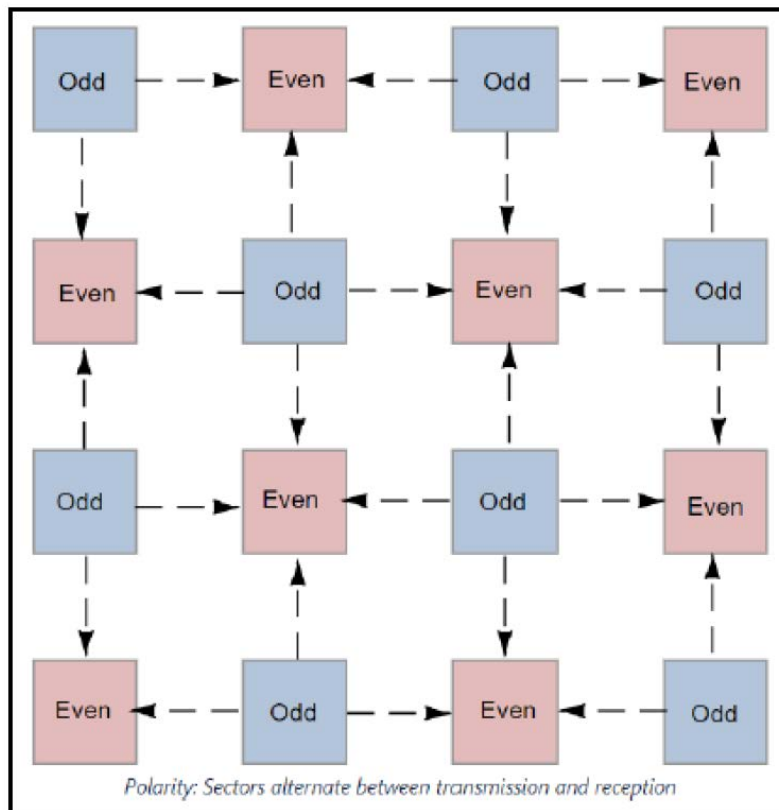 Odd Even Odd Even
Even Odd Even Odd
Odd Even Odd Even
Even Odd Even Odd
Polarity: Sectors alternate between transmission and reception